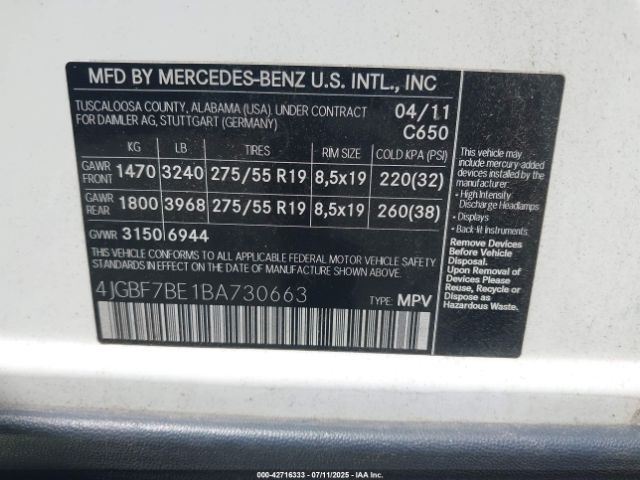 MFD BY MERCEDES-BENZ U.S. INTL., INC
TUSCALOOSA COUNTY, ALABAMA (USA), UNDER CONTRACT
FOR DAIMLER AG, STUTTGART (GERMANY)
04/11
C650
KG LB TIRES RIM SIZE COLD KPA (PSI)
GAWR
FRONT 1470 3240 275/55 R19 8,5x19 220(32)
GAWR
REAR 1800 3968 275/55 R19 8,5x19 260(38)
GVWR 3150 6944
THIS VEHICLE CONFORMS TO ALL APPLICABLE FEDERAL MOTOR VEHICLE SAFETY
STANDARDS IN EFFECT ON THE DATE OF MANUFACTURE SHOWN ABOVE.
4JGBF7BE1BA730663 TYPE: MPV
This vehicle may
include mercury-added
devices installed by the
manufacturer:
• High Intensity
Discharge Headlamps
• Displays
• Back-lit Instruments
Remove Devices
Before Vehicle
Disposal.
Upon Removal
Please Reuse,
Recycle or
Dispose as
Hazardous Waste.
000-42716333 - 07/11/2025 - IAA Inc.